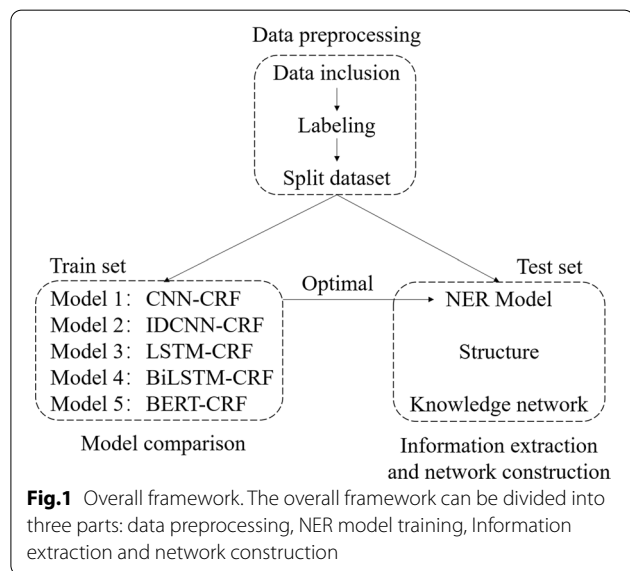 Data preprocessing
Data inclusion
Labeling
Split dataset
Train set
Model 1: CNN-CRF
Model 2: IDCNN-CRF
Model 3: LSTM-CRF
Model 4: BiLSTM-CRF
Model 5: BERT-CRF
Model comparison
Optimal
Test set
NER Model
Structure
Knowledge network
Information extraction
and network construction
Fig.1 Overall framework. The overall framework can be divided into
three parts: data preprocessing, NER model training, Information
extraction and network construction